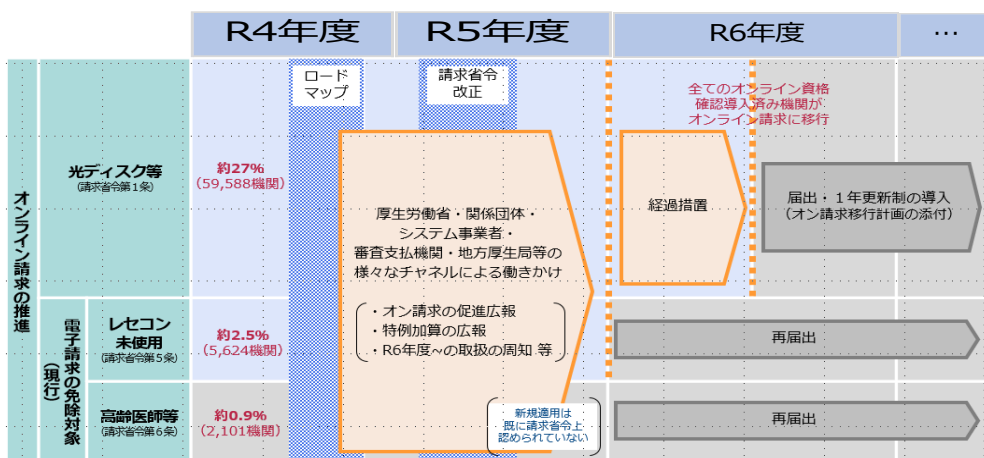 R4年度
R5年度
R6年度
…
オンライン請求の推進
光ディスク等
(請求省令第1条)
約27%
(59,588機関)
ロード
マップ
請求省令
改正
全てのオンライン資格
確認導入済み機関が
オンライン請求に移行
厚生労働省・関係団体・
システム事業者・
審査支払機関・地方厚生局等の
様々なチャネルによる働きかけ
・オン請求の促進広報
・特例加算の広報
・R6年度~の取扱の周知 等
経過措置
届出・１年更新制の導入
(オン請求移行計画の添付)
電子請求の免除対象
(現行)
レセコン
未使用
(請求省令第5条)
約2.5%
(5,624機関)
再届出
高齢医師等
(請求省令第6条)
約0.9%
(2,101機関)
新規適用は
既に請求省令上
認められていない
再届出